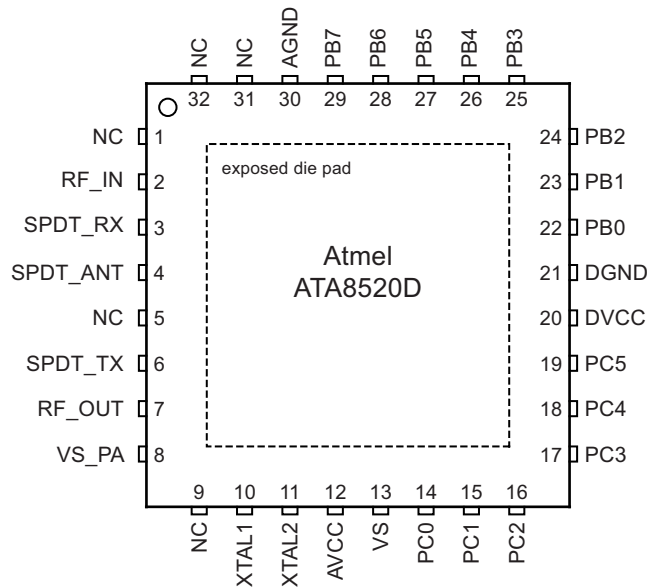 NC NC AGND PB7 PB6 PB5 PB4 PB3
32 31 30 29 28 27 26 25
NC 1 24 PB2
exposed die pad
RF_IN 2 23 PB1
SPDT_RX 3 22 PB0
Atmel
SPDT_ANT 4 21 DGND
ATA8520D
NC 5 20 DVCC
SPDT_TX 6 19 PC5
RF_OUT 7 18 PC4
VS_PA 8 17 PC3
9 10 11 12 13 14 15 16
NC XTAL1 XTAL2 AVCC VS PC0 PC1 PC2